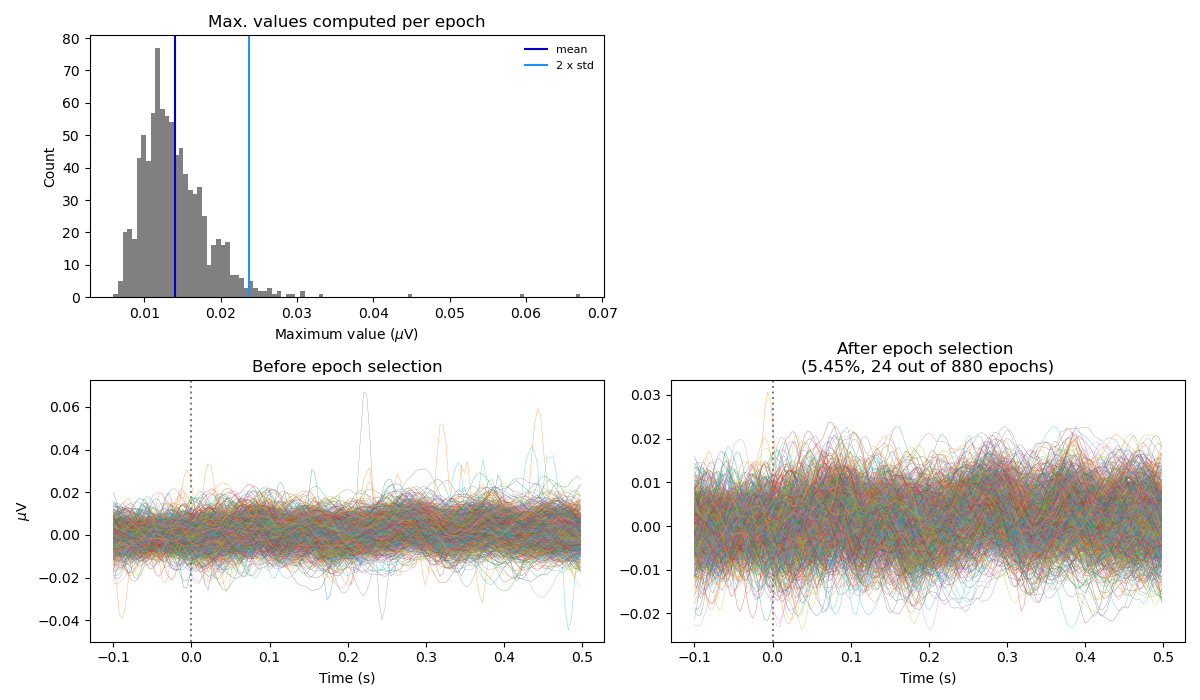 Max. values computed per epoch
80
70
60
50
40
30
20
10
0
Count
mean
2 x std
0.01 0.02 0.03 0.04 0.05 0.06 0.07
Maximum value (μV)
Before epoch selection
0.06
0.04
0.02
0.00
−0.02
−0.04
μV
−0.1 0.0 0.1 0.2 0.3 0.4 0.5
Time (s)
After epoch selection
(5.45%, 24 out of 880 epochs)
0.03
0.02
0.01
0.00
−0.01
−0.02
−0.1 0.0 0.1 0.2 0.3 0.4 0.5
Time (s)